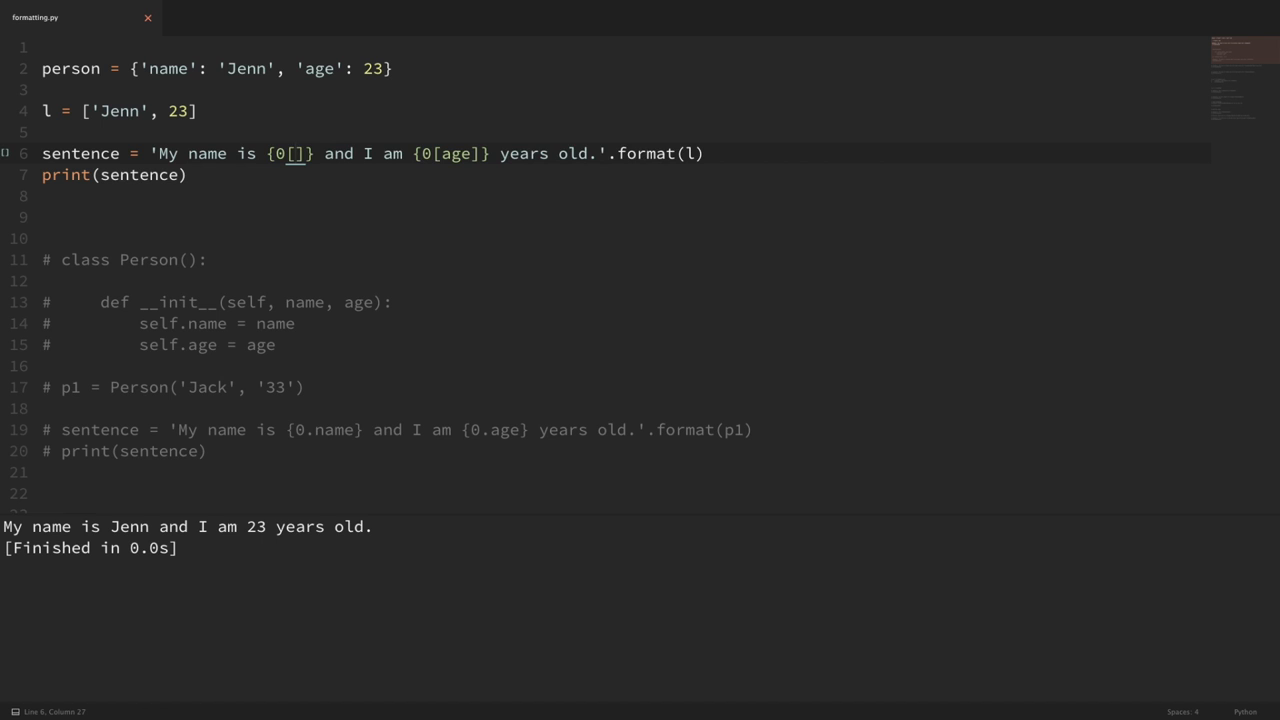 formatting.py
1
2 person = {'name': 'Jenn', 'age': 23}
3
4 l = ['Jenn', 23]
5
6 sentence = 'My name is {0[]} and I am {0[age]} years old.'.format(l)
7 print(sentence)
8
9
10
11 # class Person():
12
13 #     def __init__(self, name, age):
14 #         self.name = name
15 #         self.age = age
16
17 # p1 = Person('Jack', '33')
18
19 # sentence = 'My name is {0.name} and I am {0.age} years old.'.format(p1)
20 # print(sentence)
21
22
My name is Jenn and I am 23 years old.
[Finished in 0.0s]
Line 6, Column 27
Spaces: 4
Python